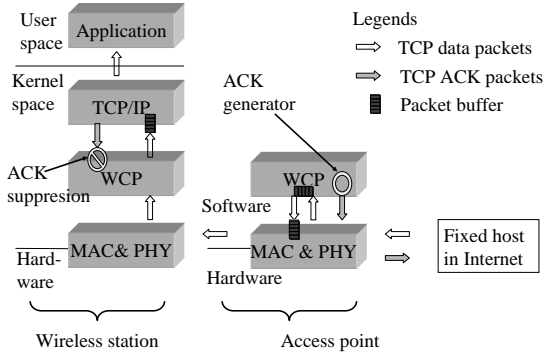 User
space
Application
Kernel
space
TCP/IP
ACK
suppresion
WCP
MAC& PHY
Hard-
ware
Wireless station
ACK
generator
WCP
Software
MAC & PHY
Hardware
Access point
Legends
TCP data packets
TCP ACK packets
Packet buffer
Fixed host
in Internet